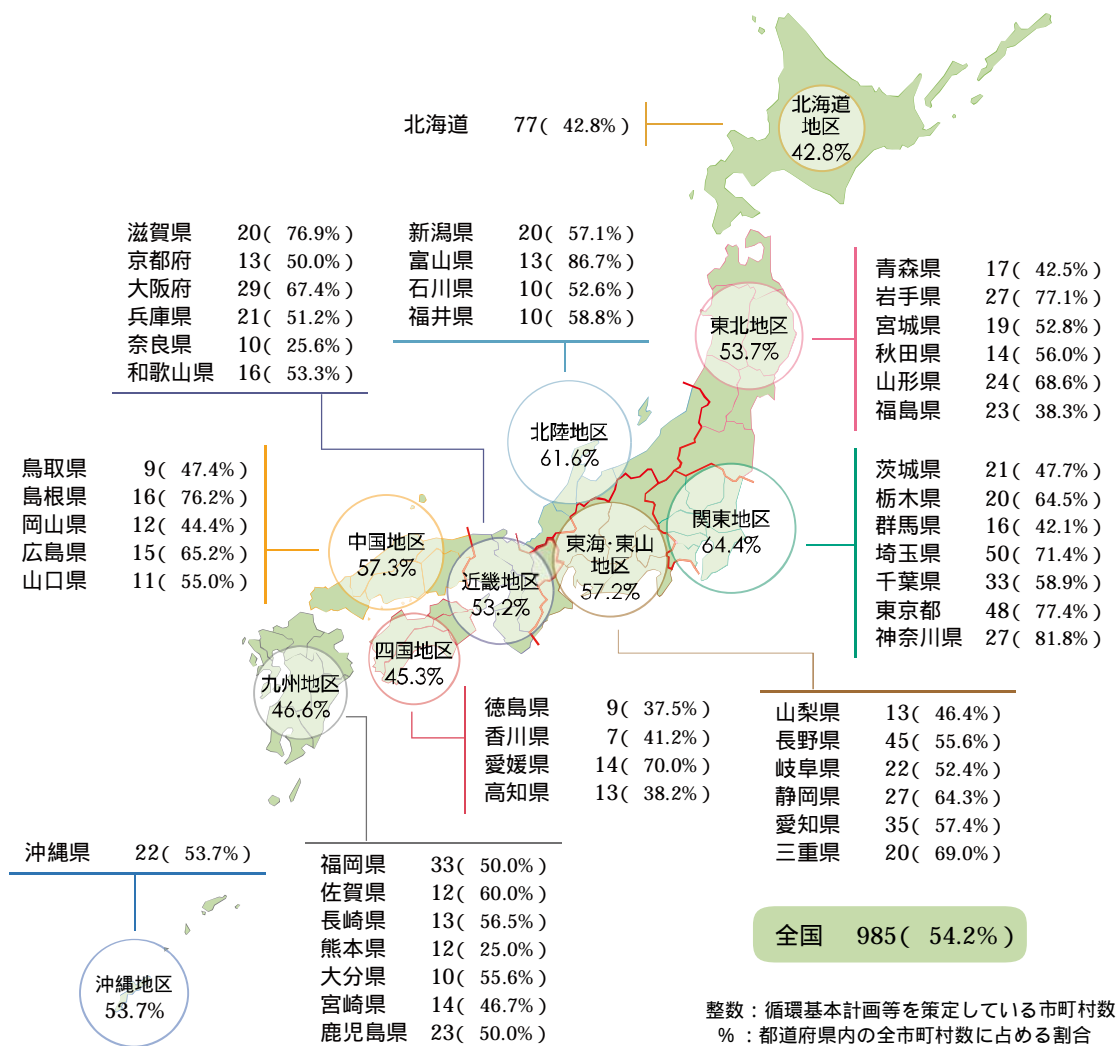 北海道 77( 42.8%)
北海道
地区
42.8%
滋賀県 20( 76.9%)
京都府 13( 50.0%)
大阪府 29( 67.4%)
兵庫県 21( 51.2%)
奈良県 10( 25.6%)
和歌山県 16( 53.3%)
新潟県 20( 57.1%)
富山県 13( 86.7%)
石川県 10( 52.6%)
福井県 10( 58.8%)
東北地区
53.7%
青森県 17( 42.5%)
岩手県 27( 77.1%)
宮城県 19( 52.8%)
秋田県 14( 56.0%)
山形県 24( 68.6%)
福島県 23( 38.3%)
北陸地区
61.6%
鳥取県 9( 47.4%)
島根県 16( 76.2%)
岡山県 12( 44.4%)
広島県 15( 65.2%)
山口県 11( 55.0%)
中国地区
57.3%
近畿地区
53.2%
東海・東山
地区
57.2%
関東地区
64.4%
茨城県 21( 47.7%)
栃木県 20( 64.5%)
群馬県 16( 42.1%)
埼玉県 50( 71.4%)
千葉県 33( 58.9%)
東京都 48( 77.4%)
神奈川県 27( 81.8%)
四国地区
45.3%
九州地区
46.6%
徳島県 9( 37.5%)
香川県 7( 41.2%)
愛媛県 14( 70.0%)
高知県 13( 38.2%)
山梨県 13( 46.4%)
長野県 45( 55.6%)
岐阜県 22( 52.4%)
静岡県 27( 64.3%)
愛知県 35( 57.4%)
三重県 20( 69.0%)
沖縄県 22( 53.7%)
沖縄地区
53.7%
福岡県 33( 50.0%)
佐賀県 12( 60.0%)
長崎県 13( 56.5%)
熊本県 12( 25.0%)
大分県 10( 55.6%)
宮崎県 14( 46.7%)
鹿児島県 23( 50.0%)
全国 985( 54.2%)
整数：循環基本計画等を策定している市町村数
%：都道府県内の全市町村数に占める割合